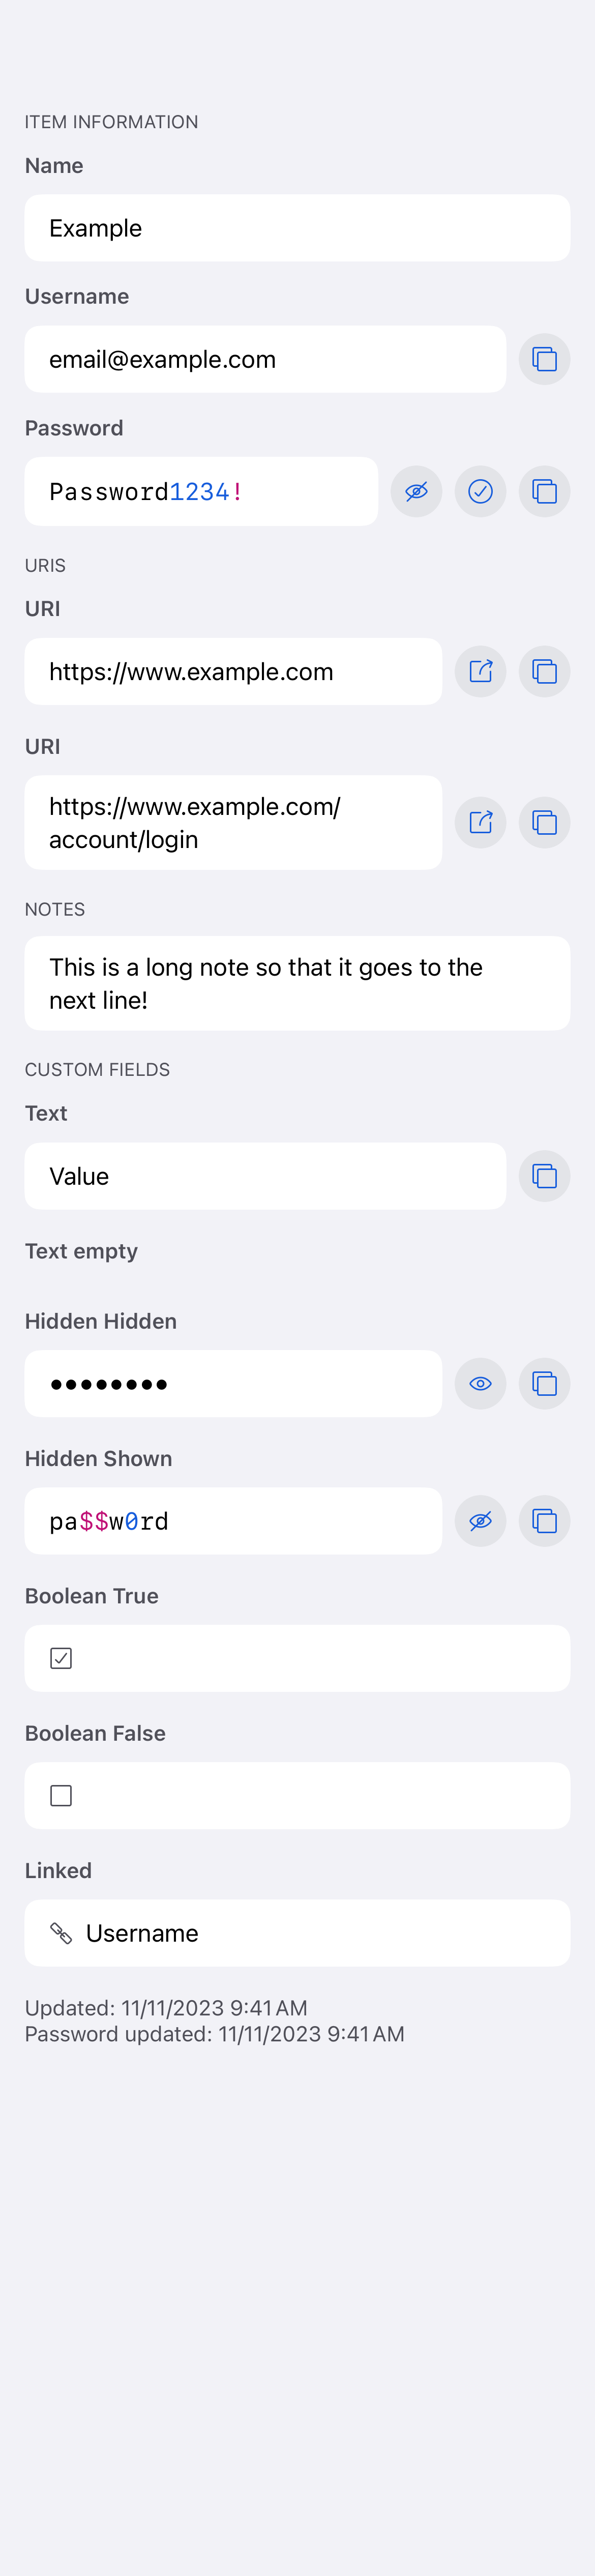 ITEM INFORMATION
Name
Example
Username
email@example.com
Password
Password1234!
URIS
URI
https://www.example.com
URI
https://www.example.com/
account/login
NOTES
This is a long note so that it goes to the
next line!
CUSTOM FIELDS
Text
Value
Text empty
Hidden Hidden
••••••••
Hidden Shown
pa$$w0rd
Boolean True
Boolean False
Linked
Username
Updated: 11/11/2023 9:41 AM
Password updated: 11/11/2023 9:41 AM